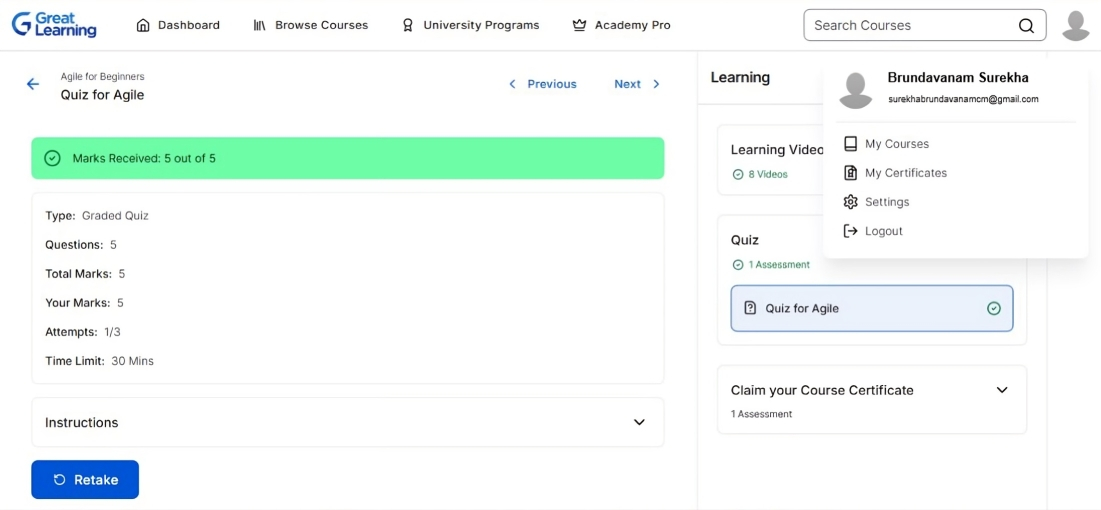 Great Learning
Dashboard
Browse Courses
University Programs
Academy Pro
Search Courses
Agile for Beginners
Quiz for Agile
Previous
Next
Marks Received: 5 out of 5
Type: Graded Quiz
Questions: 5
Total Marks: 5
Your Marks: 5
Attempts: 1/3
Time Limit: 30 Mins
Instructions
Retake
Learning
Learning Video
8 Videos
Quiz
1 Assessment
Quiz for Agile
Claim your Course Certificate
1 Assessment
Brundavanam Surekha
surekhabrundavanamcm@gmail.com
My Courses
My Certificates
Settings
Logout